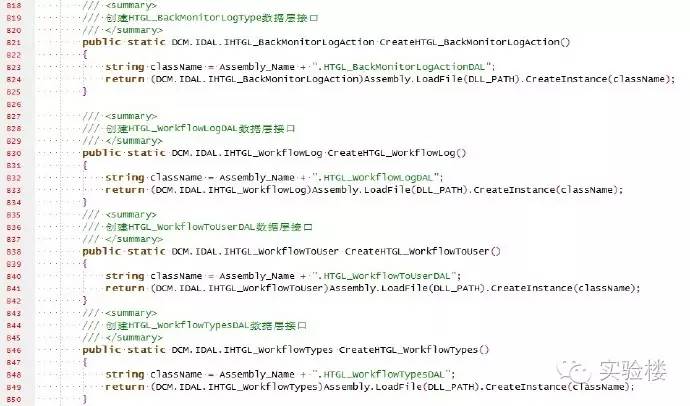 818 /// <summary>
819 /// 创建HTGL_BackMonitorLogType数据层接口
820 /// </summary>
821 public static DCM.IDAL.IHTGL_BackMonitorLogAction CreateHTGL_BackMonitorLogAction()
822 {
823 string className = Assembly_Name + ".HTGL_BackMonitorLogActionDAL";
824 return (DCM.IDAL.IHTGL_BackMonitorLogAction)Assembly.LoadFile(DLL_PATH).CreateInstance(className);
825 }
826
827 /// <summary>
828 /// 创建HTGL_WorkflowLogDAL数据层接口
829 /// </summary>
830 public static DCM.IDAL.IHTGL_WorkflowLog CreateHTGL_WorkflowLog()
831 {
832 string className = Assembly_Name + ".HTGL_WorkflowLogDAL";
833 return (DCM.IDAL.IHTGL_WorkflowLog)Assembly.LoadFile(DLL_PATH).CreateInstance(className);
834 }
835 /// <summary>
836 /// 创建HTGL_WorkflowToUserDAL数据层接口
837 /// </summary>
838 public static DCM.IDAL.IHTGL_WorkflowToUser CreateHTGL_WorkflowToUser()
839 {
840 string className = Assembly_Name + ".HTGL_WorkflowToUserDAL";
841 return (DCM.IDAL.IHTGL_WorkflowToUser)Assembly.LoadFile(DLL_PATH).CreateInstance(className);
842 }
843 /// <summary>
844 /// 创建HTGL_WorkflowTypesDAL数据层接口
845 /// </summary>
846 public static DCM.IDAL.IHTGL_WorkflowTypes CreateHTGL_WorkflowTypes()
847 {
848 string className = Assembly_Name + ".HTGL_WorkflowTypesDAL";
849 return (DCM.IDAL.IHTGL_WorkflowTypes)Assembly.LoadFile(DLL_PATH).CreateInstance(className);
850 }
实验楼